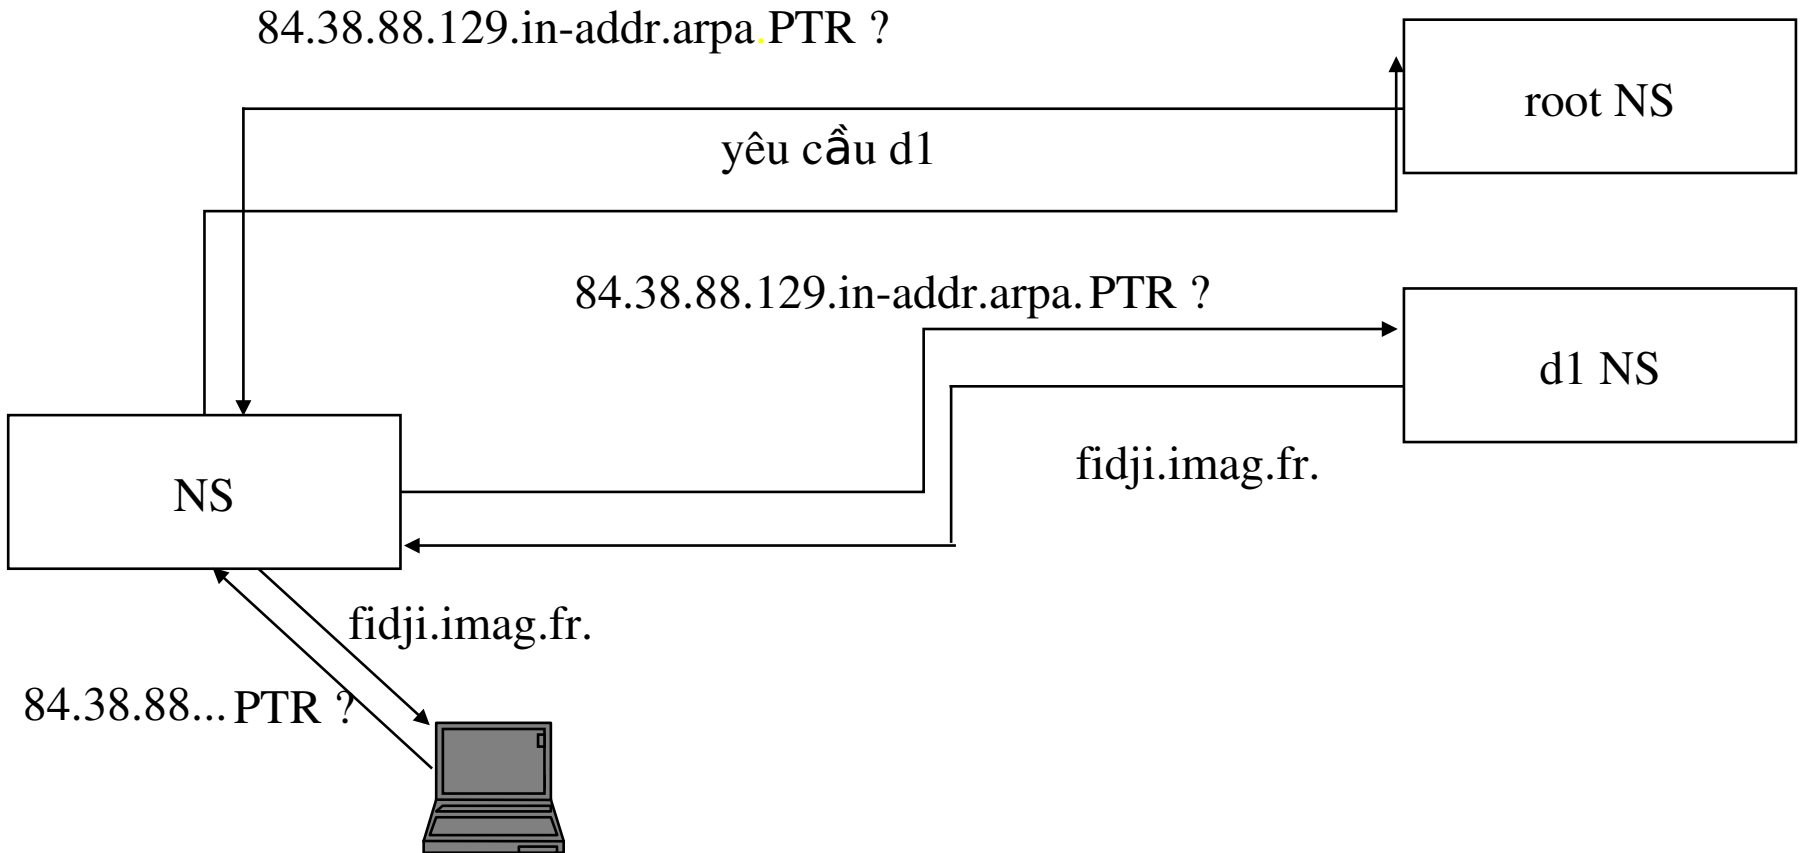 84.38.88.129.in-addr.arpa.PTR ?
root NS
yêu cầu d1
84.38.88.129.in-addr.arpa.PTR ?
d1 NS
fidji.imag.fr.
NS
fidji.imag.fr.
84.38.88... PTR ?